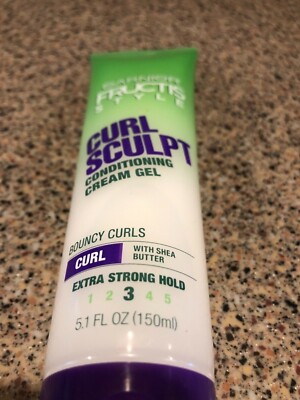 GARNIER
FRUCTIS
STYLE
CURL
SCULPT
CONDITIONING
CREAM GEL
BOUNCY CURLS
CURL
WITH SHEA
BUTTER
EXTRA STRONG HOLD
1 2 3 4 5
5.1 FL OZ (150ml)